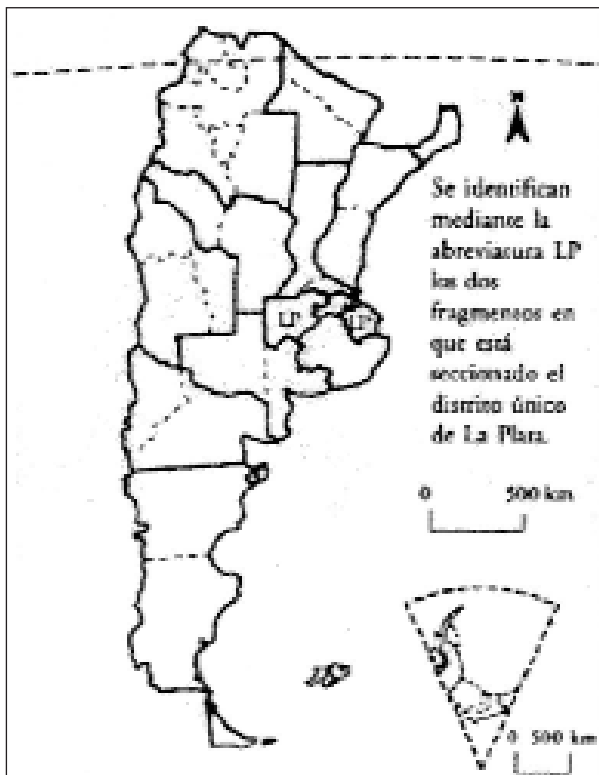 N
Se identifican
mediante la
abreviatura LP
los dos
fragmentos en
que está
seccionado el
distrito único
de La Plata.
LP
LP
0 500 km
0 500 km